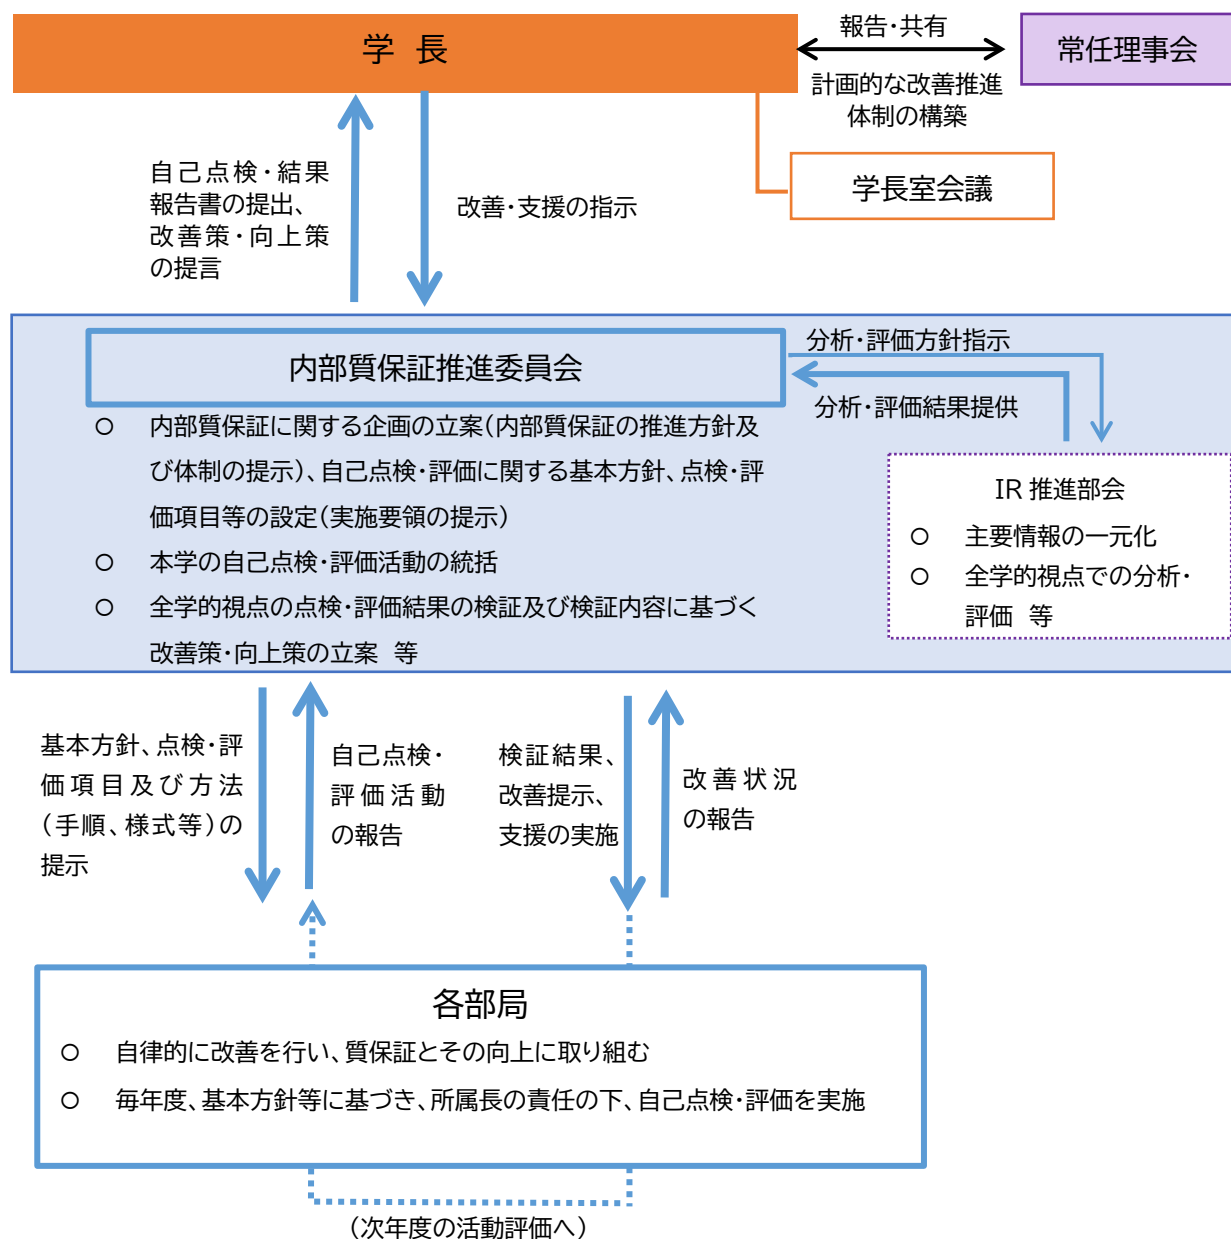 学 長
報告・共有
計画的な改善推進
体制の構築
常任理事会
学長室会議
自己点検・結果
報告書の提出、
改善策・向上策
の提言
改善・支援の指示
内部質保証推進委員会
○ 内部質保証に関する企画の立案(内部質保証の推進方針及
び体制の提示)、自己点検・評価に関する基本方針、点検・評
価項目等の設定(実施要領の提示)
○ 本学の自己点検・評価活動の統括
○ 全学的視点の点検・評価結果の検証及び検証内容に基づく
改善策・向上策の立案 等
分析・評価方針指示
分析・評価結果提供
IR 推進部会
○ 主要情報の一元化
○ 全学的視点での分析・
評価 等
基本方針、点検・評
価項目及び方法
(手順、様式等)の
提示
自己点検・
評価活動
の報告
検証結果、
改善提示、
支援の実施
改善状況
の報告
各部局
○ 自律的に改善を行い、質保証とその向上に取り組む
○ 毎年度、基本方針等に基づき、所属長の責任の下、自己点検・評価を実施
(次年度の活動評価へ)